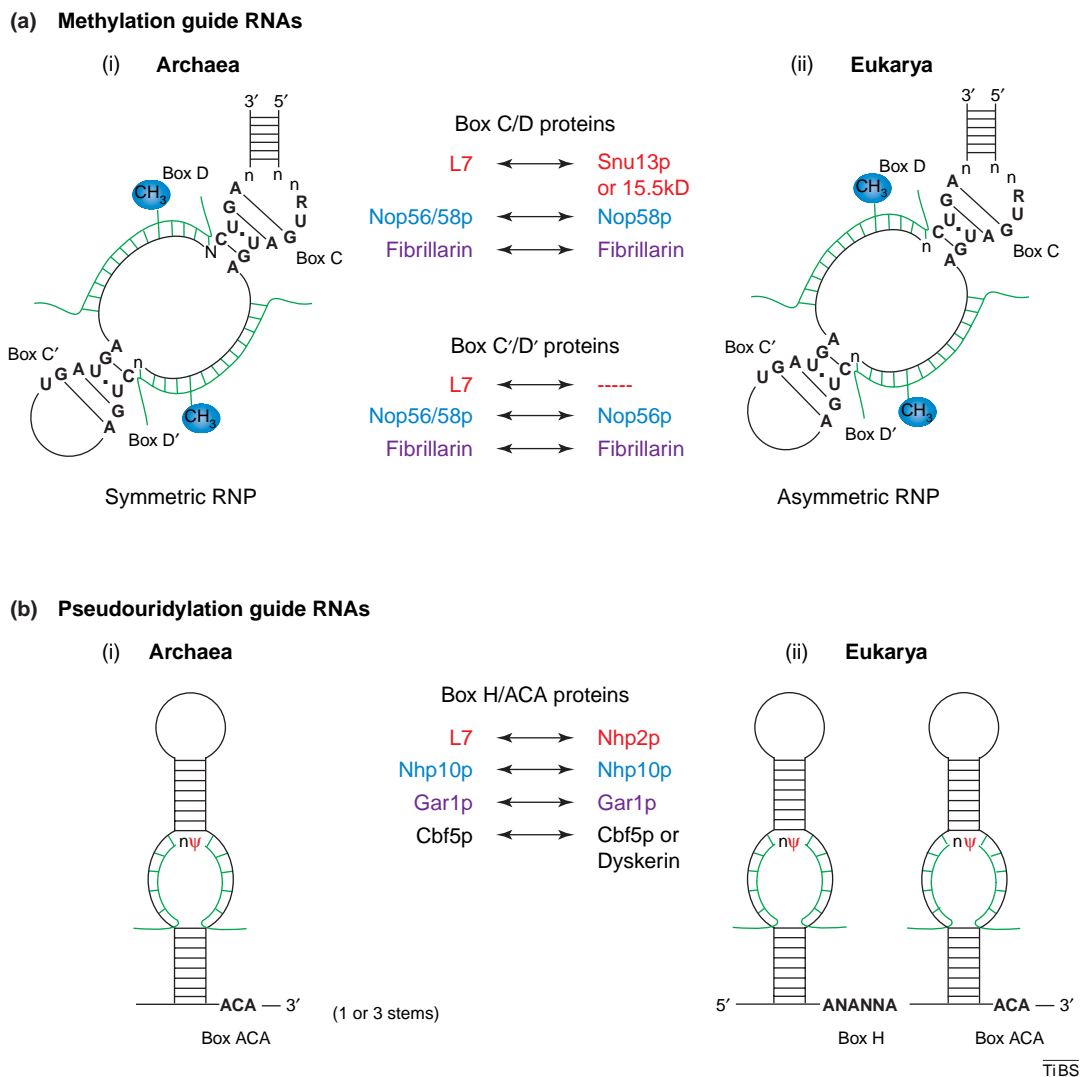 (a) Methylation guide RNAs
(i) Archaea
(ii) Eukarya
3′ 5′
n n
A
G
U
C
N
n
R
U
G
A
U
G
A
CH3
Box D
Box C
Box C′
U G A U G A
n
C
U
G
A
CH3
Box D′
Symmetric RNP
Box C/D proteins
L7 Snu13p
or 15.5kD
Nop56/58p Nop58p
Fibrillarin Fibrillarin
Box C′/D′ proteins
L7 -----
Nop56/58p Nop56p
Fibrillarin Fibrillarin
3′ 5′
n n
A
G
U
C
n
n
R
U
G
A
U
G
A
CH3
Box D
Box C
Box C′
U G A U G A
n
C
U
G
A
CH3
Box D′
Asymmetric RNP
(b) Pseudouridylation guide RNAs
(i) Archaea
(ii) Eukarya
Box H/ACA proteins
L7 Nhp2p
Nhp10p Nhp10p
Gar1p Gar1p
Cbf5p Cbf5p or
Dyskerin
nψ
ACA — 3′
Box ACA
(1 or 3 stems)
nψ nψ
5′ ANANNA ACA — 3′
Box H Box ACA
TiBS